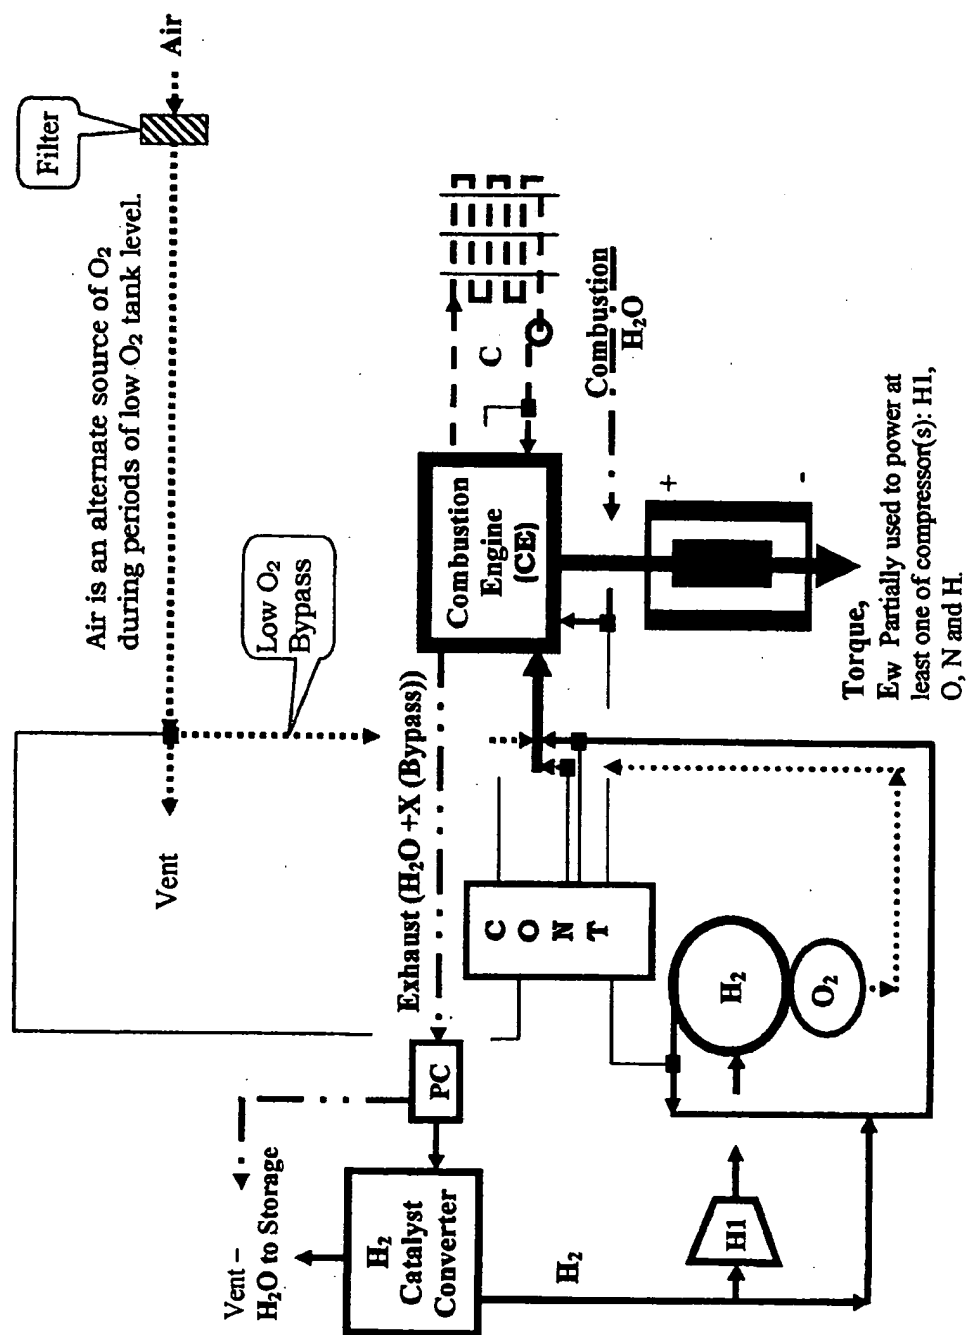 Air
Filter
Air is an alternate source of O₂
during periods of low O₂ tank level.
Low O₂
Bypass
Vent
C
Combustion
H₂O
Combustion
Engine
(CE)
+
-
Torque,
Ew Partially used to power at
least one of compressor(s): H1,
O, N and H.
Exhaust (H₂O +X (Bypass))
C
O
N
T
H₂
O₂
PC
Vent –
H₂O to Storage
H₂
Catalyst
Converter
H₂
H1